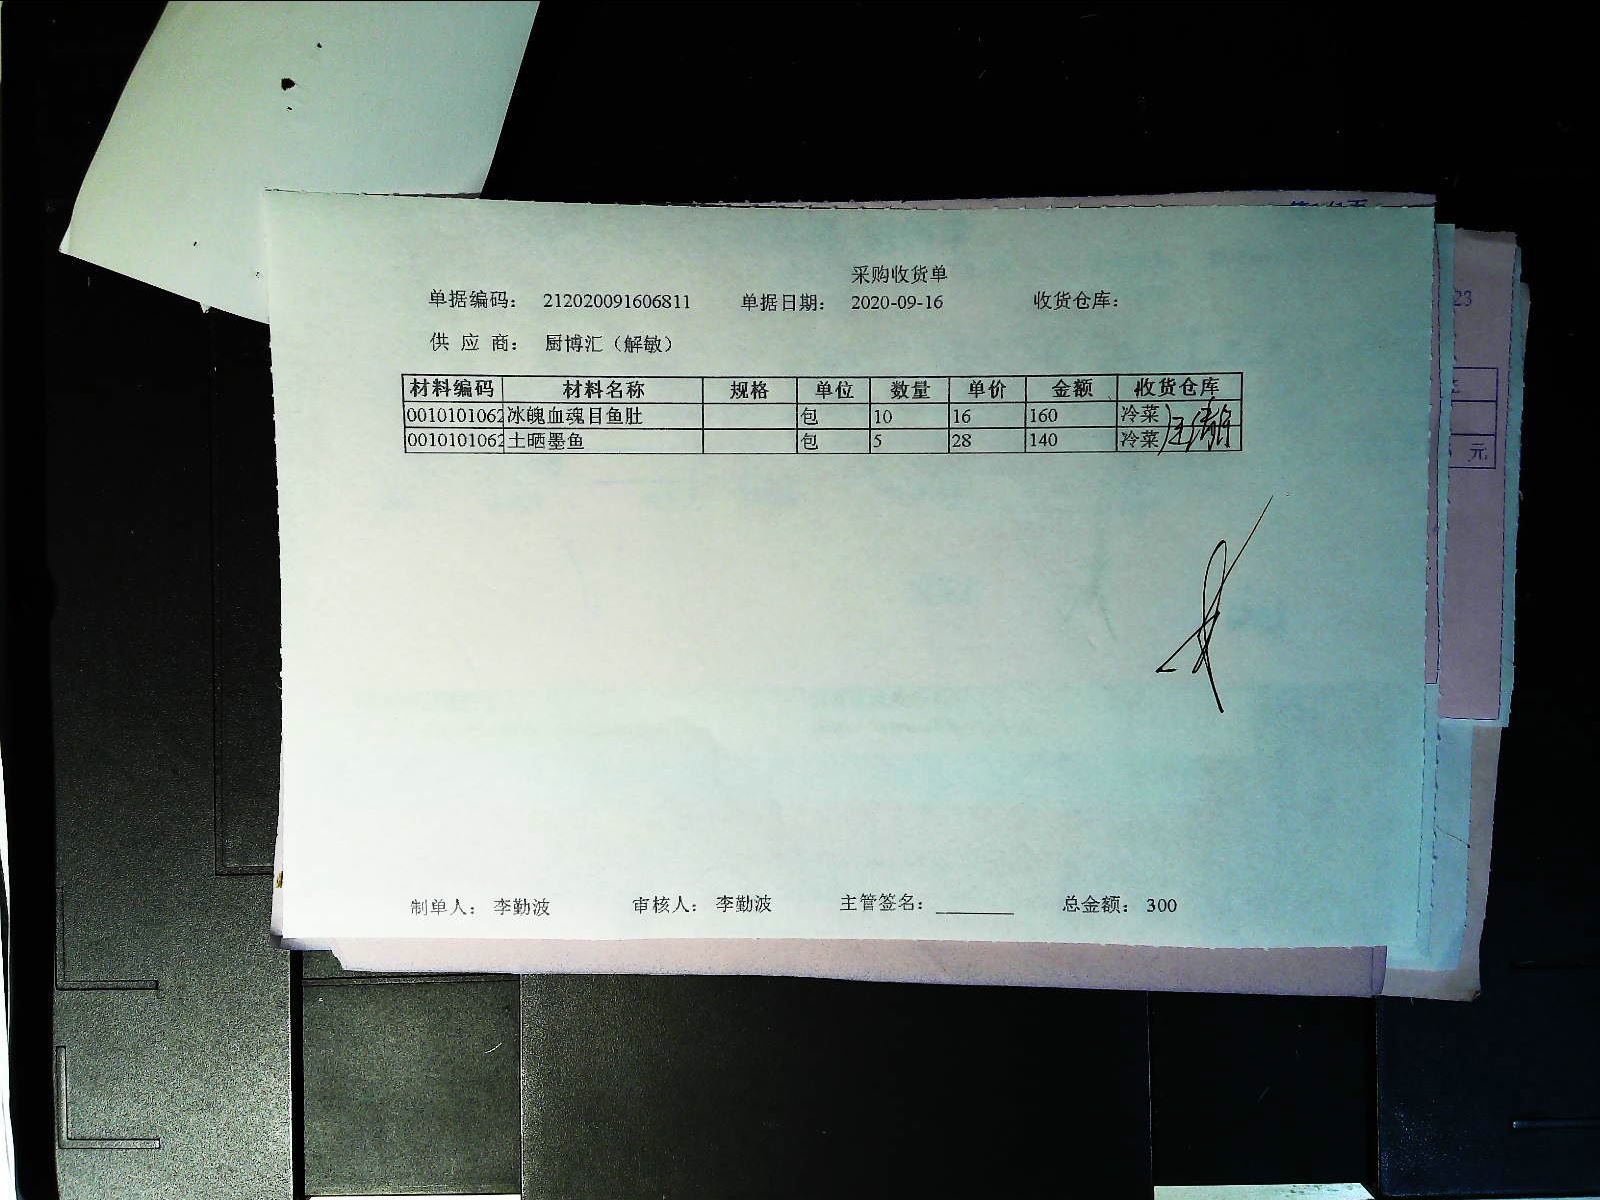 采购收货单
单据编码： 212020091606811 单据日期： 2020-09-16 收货仓库：
供 应 商： 厨博汇（解敏）
材料编码 材料名称 规格 单位 数量 单价 金额 收货仓库
0010101062 冰魄血魂目鱼肚 包 10 16 160 冷菜
0010101062 土晒墨鱼 包 5 28 140 冷菜
制单人： 李勤波 审核人： 李勤波 主管签名： 总金额： 300
23
元